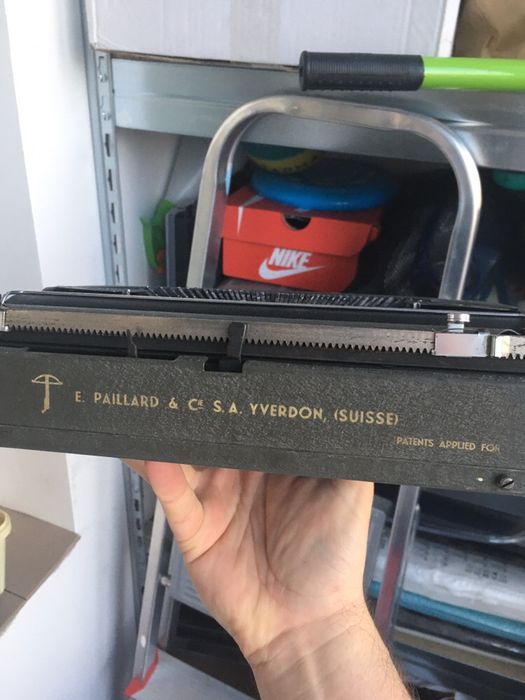 NIKE
E. PAILLARD & CIE S.A. YVERDON, (SUISSE)
PATENTS APPLIED FOR